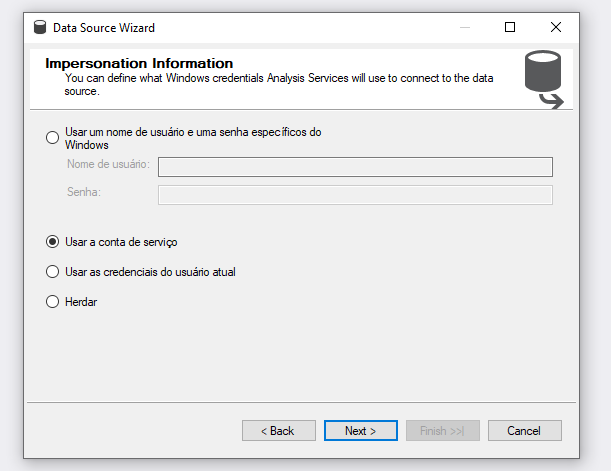 Data Source Wizard
Impersonation Information
You can define what Windows credentials Analysis Services will use to connect to the data
source.
Usar um nome de usuário e uma senha específicos do
Windows
Nome de usuário:
Senha:
Usar a conta de serviço
Usar as credenciais do usuário atual
Herdar
< Back
Next >
Finish >>|
Cancel